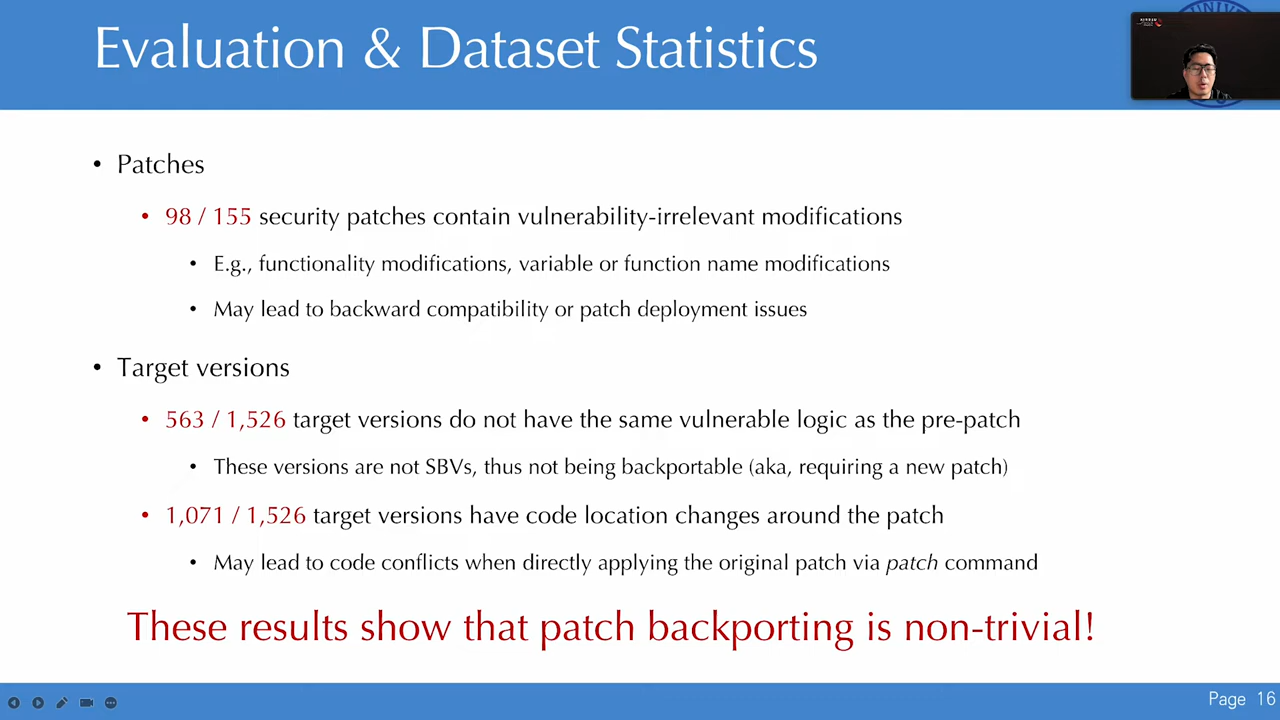 Evaluation & Dataset Statistics
• Patches
• 98 / 155 security patches contain vulnerability-irrelevant modifications
• E.g., functionality modifications, variable or function name modifications
• May lead to backward compatibility or patch deployment issues
• Target versions
• 563 / 1,526 target versions do not have the same vulnerable logic as the pre-patch
• These versions are not SBVs, thus not being backportable (aka, requiring a new patch)
• 1,071 / 1,526 target versions have code location changes around the patch
• May lead to code conflicts when directly applying the original patch via patch command
These results show that patch backporting is non-trivial!
Page 16